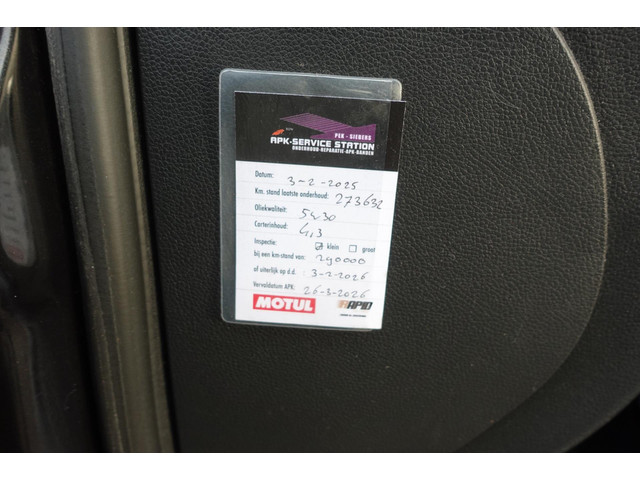 PEK - SIEBERS
APK-SERVICE STATION
ONDERHOUD-REPARATIE-APK-BANDEN
Datum: 3-2-2025
Km. stand laatste onderhoud: 273632
Oliekwaliteit: 5w30
Carterinhoud: 4,3
Inspectie: klein groot
bij een km-stand van: 290000
of uiterlijk op d.d. 3-2-2026
Vervaldatum APK: 26-3-2026
MOTUL RAPID